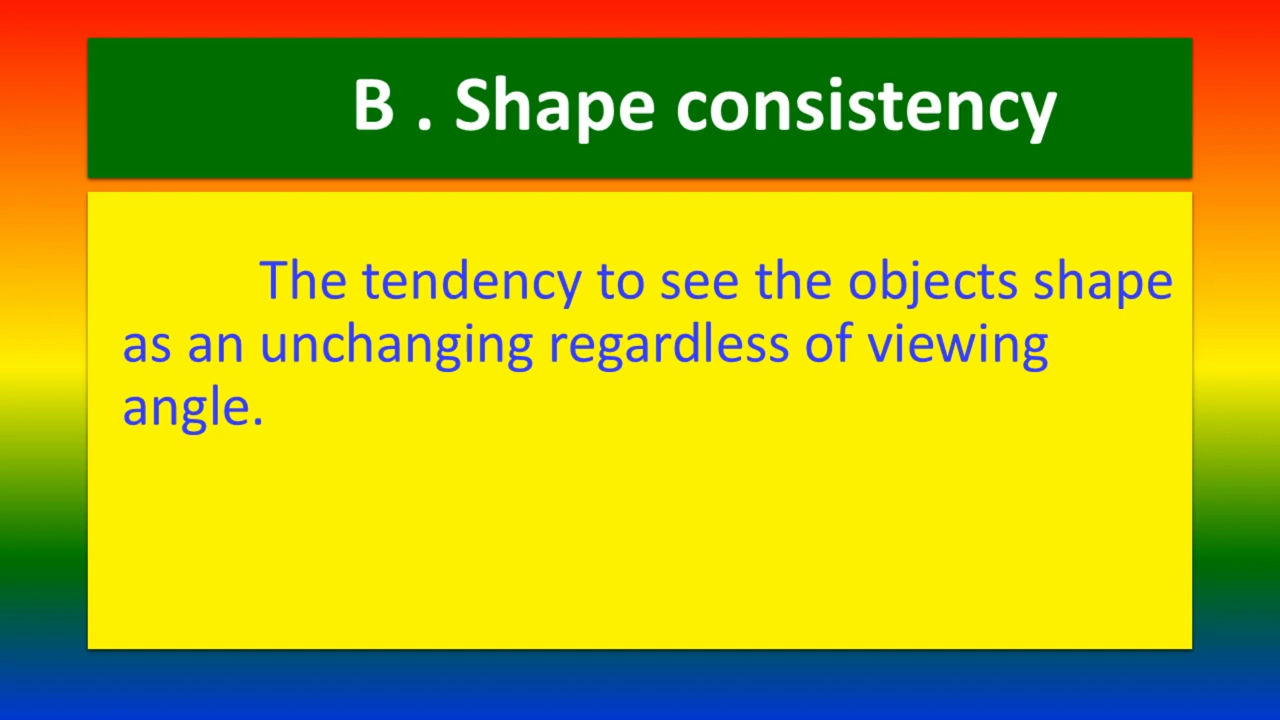 B . Shape consistency
The tendency to see the objects shape
as an unchanging regardless of viewing
angle.